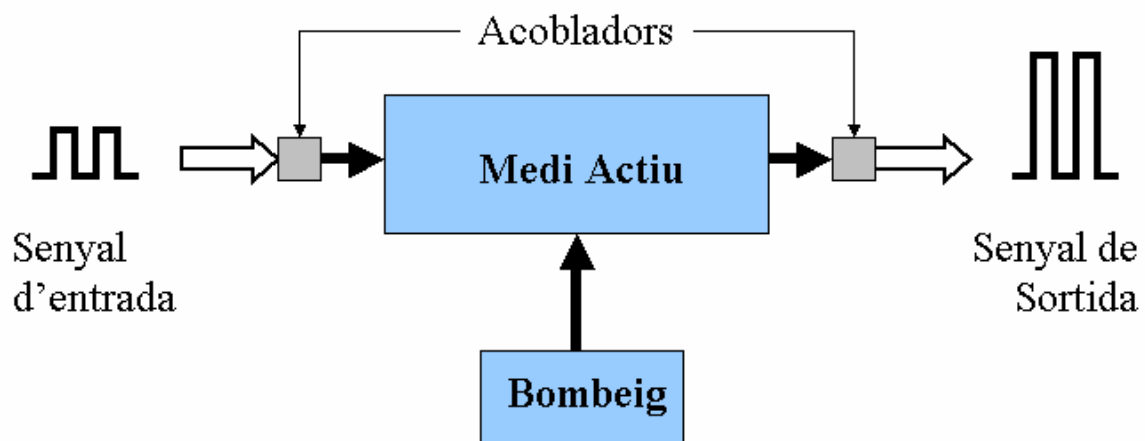 Acobladors
Medi Actiu
Senyal
d’entrada
Senyal de
Sortida
Bombeig